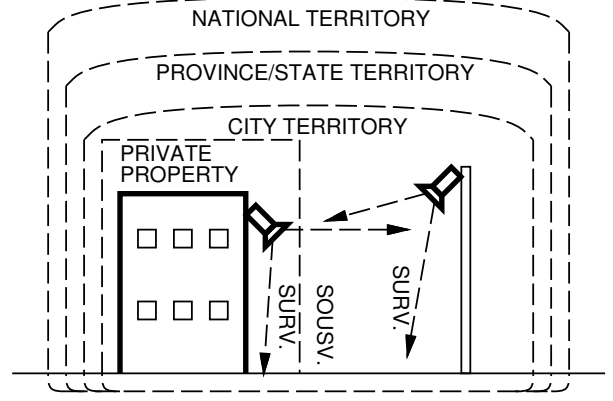 NATIONAL TERRITORY
PROVINCE/STATE TERRITORY
CITY TERRITORY
PRIVATE
PROPERTY
SURV.
SOUSV.
SURV.